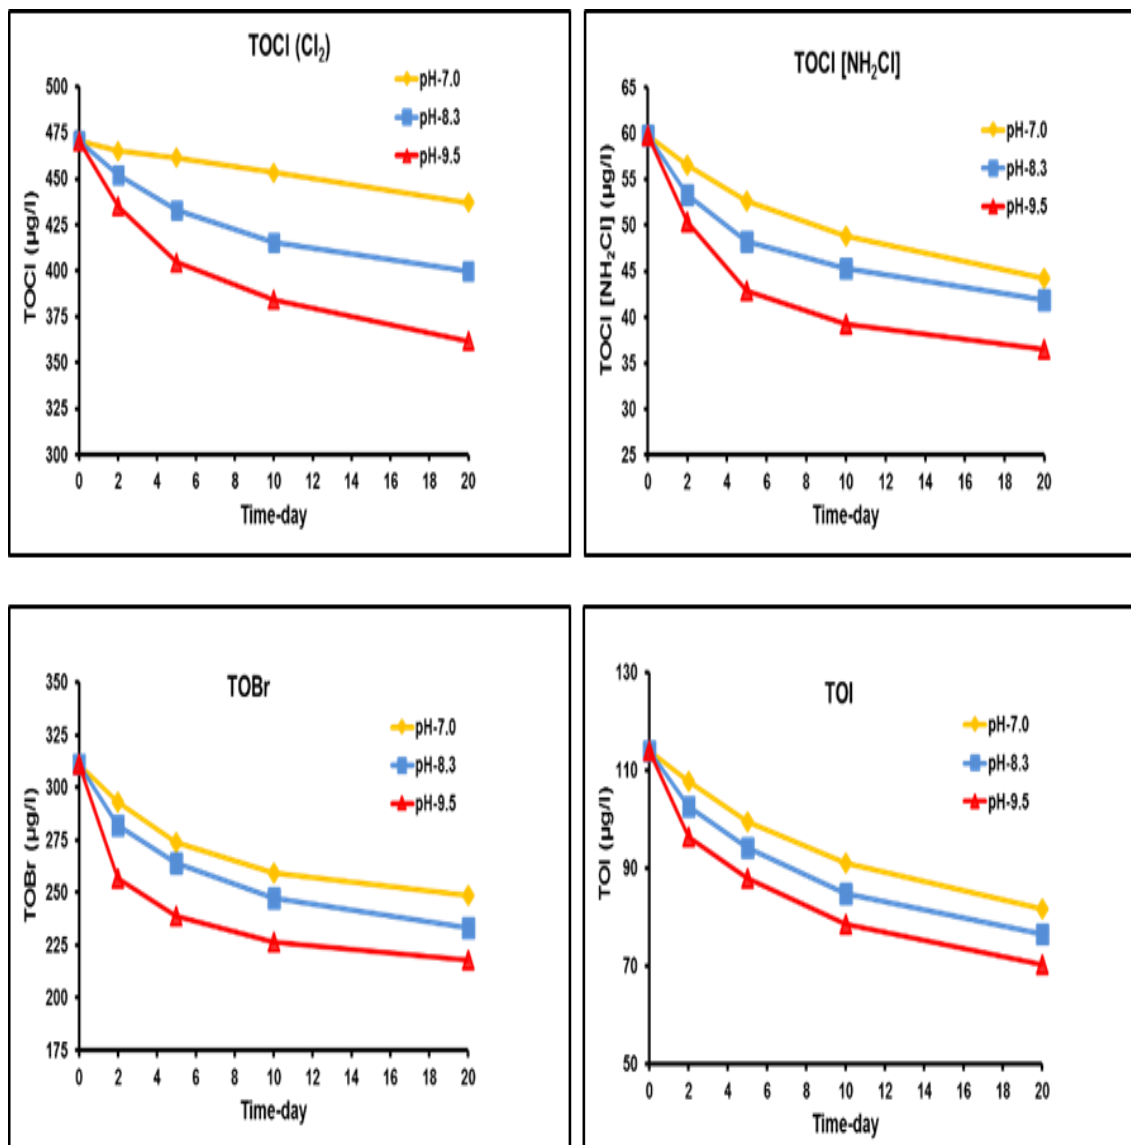 TOCl (Cl₂)
TOCl (µg/l)
500
475
450
425
400
375
350
325
300
pH-7.0
pH-8.3
pH-9.5
0 2 4 6 8 10 12 14 16 18 20
Time-day
TOCl [NH₂Cl]
TOCl [NH₂Cl] (µg/l)
65
60
55
50
45
40
35
30
25
pH-7.0
pH-8.3
pH-9.5
0 2 4 6 8 10 12 14 16 18 20
Time-day
TOBr
TOBr (µg/l)
350
325
300
275
250
225
200
175
pH-7.0
pH-8.3
pH-9.5
0 2 4 6 8 10 12 14 16 18 20
Time-day
TOI
TOI (µg/l)
130
110
90
70
50
pH-7.0
pH-8.3
pH-9.5
0 2 4 6 8 10 12 14 16 18 20
Time-day